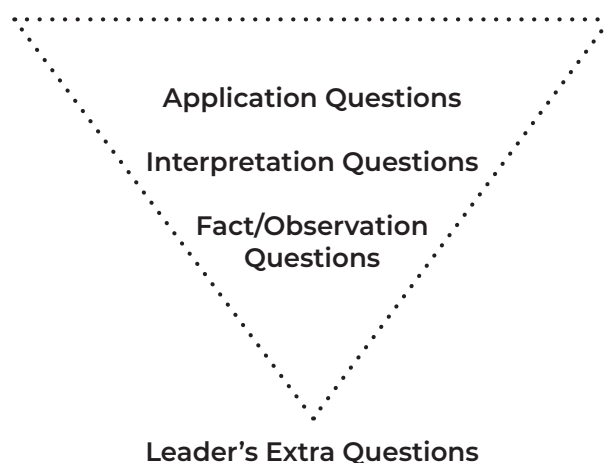 Application Questions
Interpretation Questions
Fact/Observation
Questions
Leader’s Extra Questions